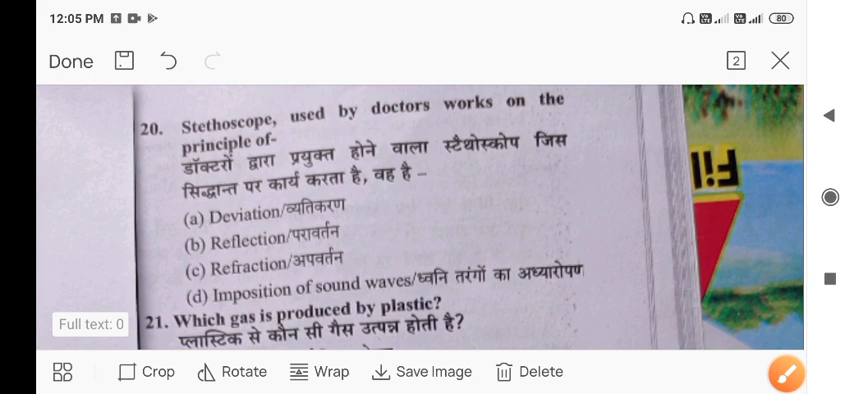 12:05 PM
80
Done
2
20. Stethoscope, used by doctors works on the
principle of-
डॉक्टरों द्वारा प्रयुक्त होने वाला स्टैथोस्कोप जिस
सिद्धान्त पर कार्य करता है, वह है –
(a) Deviation/व्यतिकरण
(b) Reflection/परावर्तन
(c) Refraction/अपवर्तन
(d) Imposition of sound waves/ध्वनि तरंगों का अध्यारोपण
21. Which gas is produced by plastic?
प्लास्टिक से कौन सी गैस उत्पन्न होती है?
Full text: 0
Crop Rotate Wrap Save Image Delete